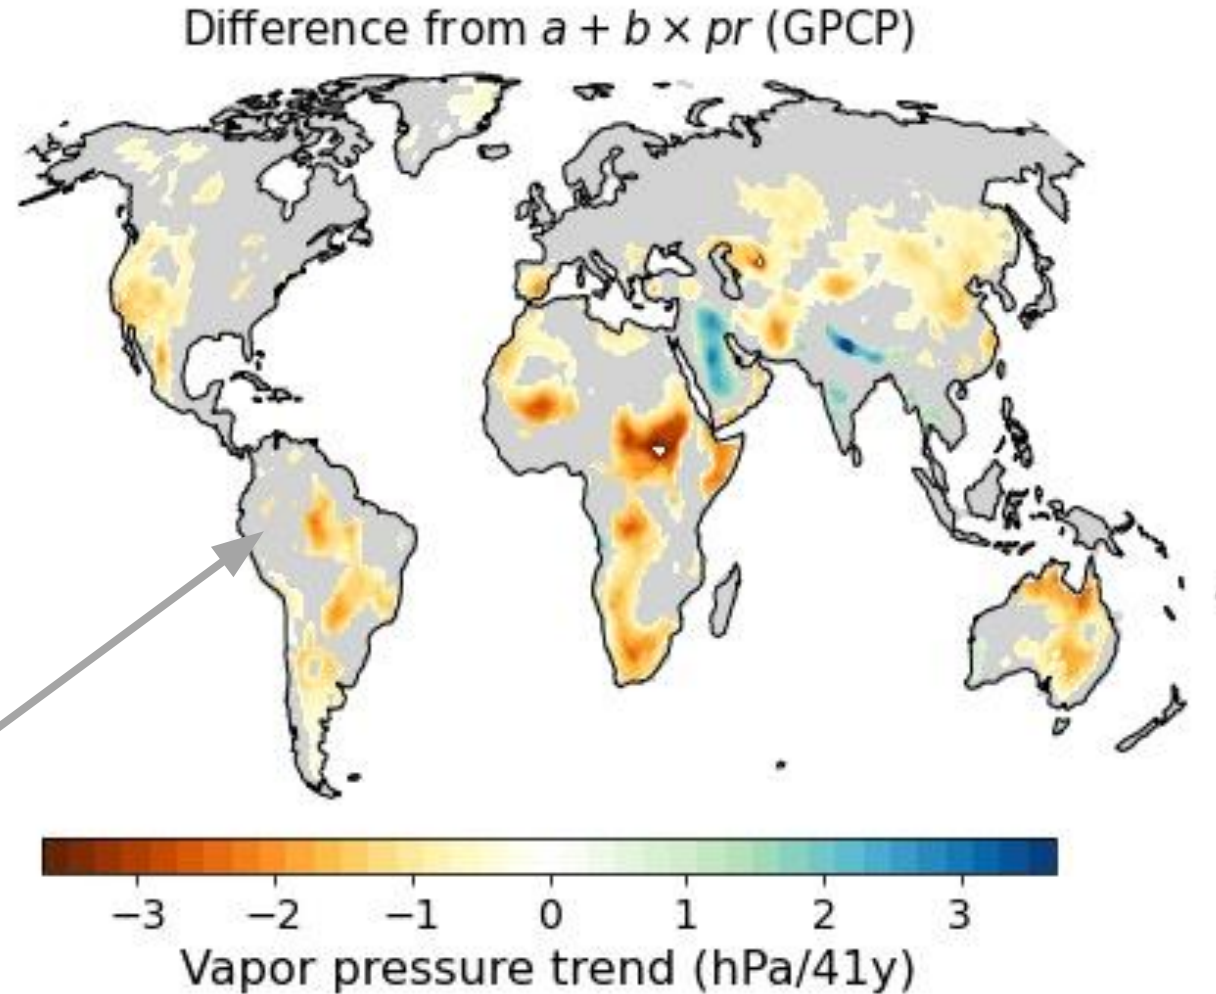 Difference from a + b × pr (GPCP)
−3 −2 −1 0 1 2 3
Vapor pressure trend (hPa/41y)